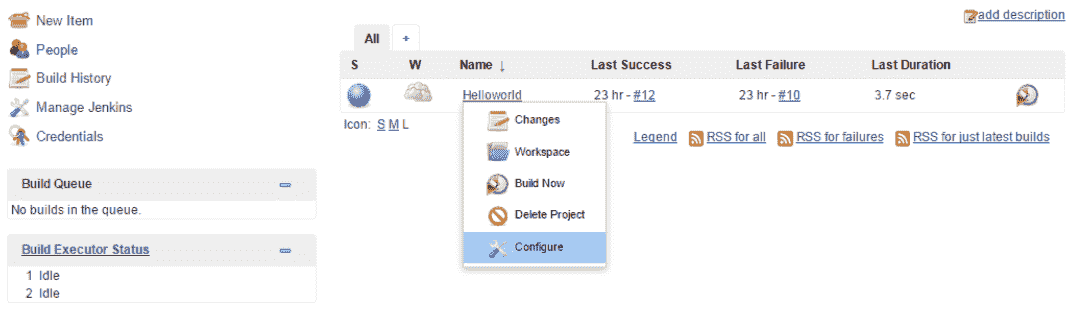 New Item
People
Build History
Manage Jenkins
Credentials
Build Queue
No builds in the queue.
Build Executor Status
1 Idle
2 Idle
add description
All +
S W Name ↓ Last Success Last Failure Last Duration
Helloworld 23 hr - #12 23 hr - #10 3.7 sec
Icon: S M L
Legend RSS for all RSS for failures RSS for just latest builds
Changes
Workspace
Build Now
Delete Project
Configure